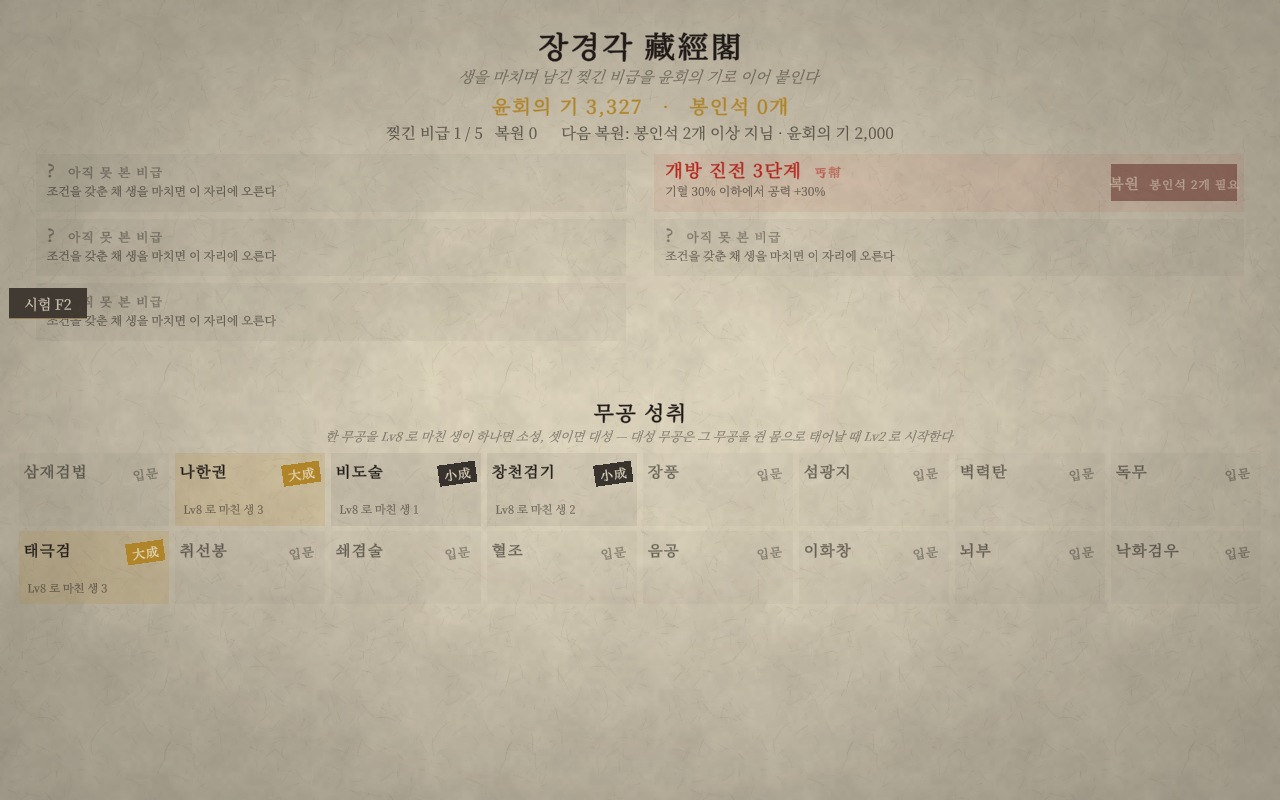 장경각 藏經閣
생을 마치며 남긴 찢긴 비급을 윤회의 기로 이어 붙인다
윤회의 기 3,327 · 봉인석 0개
찢긴 비급 1 / 5 복원 0 다음 복원: 봉인석 2개 이상 지님 · 윤회의 기 2,000
? 아직 못 본 비급
조건을 갖춘 채 생을 마치면 이 자리에 오른다
개방 진전 3단계 丐幇
기혈 30% 이하에서 공력 +30%
복원 봉인석 2개 필요
? 아직 못 본 비급
조건을 갖춘 채 생을 마치면 이 자리에 오른다
? 아직 못 본 비급
조건을 갖춘 채 생을 마치면 이 자리에 오른다
시험 F2
못 본 비급
조건을 갖춘 채 생을 마치면 이 자리에 오른다
무공 성취
한 무공을 Lv8 로 마친 생이 하나면 소성, 셋이면 대성 — 대성 무공은 그 무공을 쥔 몸으로 태어날 때 Lv2 로 시작한다
삼재검법 입문
나한권 大成
Lv8 로 마친 생 3
비도술 小成
Lv8 로 마친 생 1
창천검기 小成
Lv8 로 마친 생 2
장풍 입문
섬광지 입문
벽력탄 입문
독무 입문
태극검 大成
Lv8 로 마친 생 3
취선봉 입문
쇄겸술 입문
혈조 입문
음공 입문
이화창 입문
뇌부 입문
낙화검우 입문